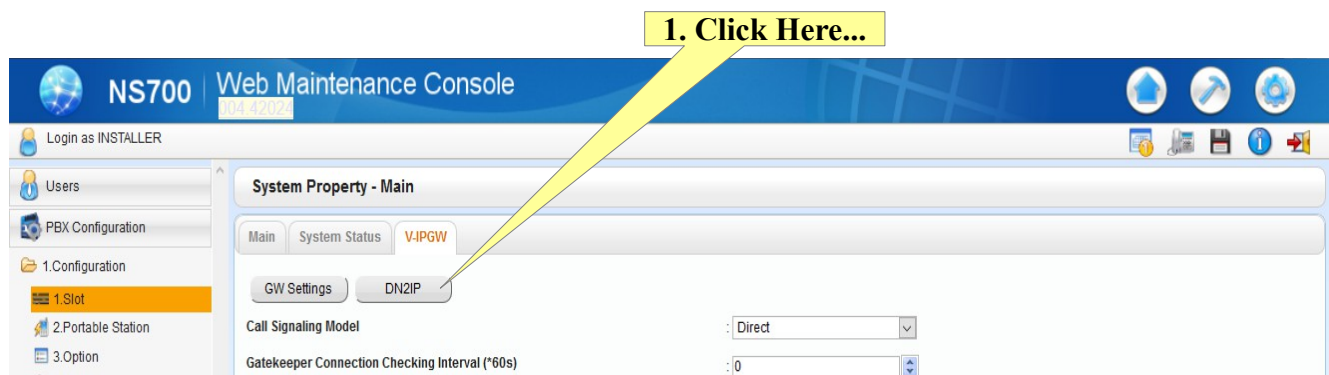 1. Click Here...
NS700 Web Maintenance Console
004.42024
Login as INSTALLER
Users
System Property - Main
PBX Configuration
Main System Status V-IPGW
1.Configuration
GW Settings DN2IP
1.Slot
2.Portable Station
Call Signaling Model : Direct
3.Option
Gatekeeper Connection Checking Interval (*60s) : 0